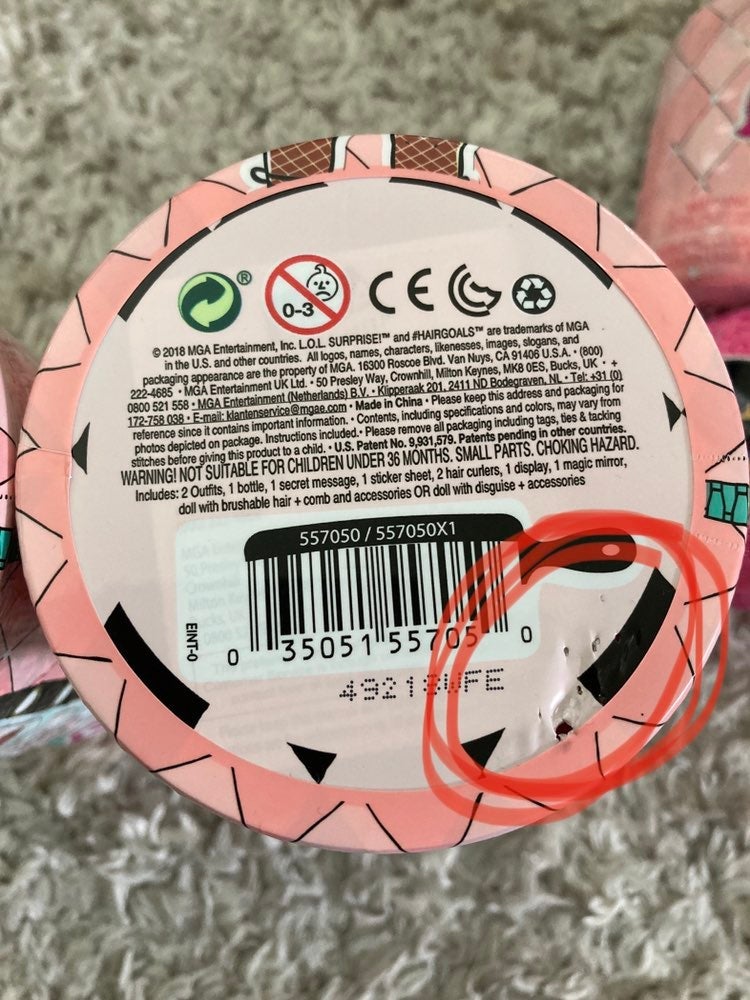 ®
0-3
CE
© 2018 MGA Entertainment, Inc. L.O.L. SURPRISE!™ and #HAIRGOALS™ are trademarks of MGA
in the U.S. and other countries. All logos, names, characters, likenesses, images, slogans, and
packaging appearance are the property of MGA. 16300 Roscoe Blvd. Van Nuys, CA 91406 U.S.A. • (800)
222-4685 • MGA Entertainment UK Ltd. • 50 Presley Way, Crownhill, Milton Keynes, MK8 0ES, Bucks, UK • +
0800 521 558 • MGA Entertainment (Netherlands) B.V. • Klipperaak 201, 2411 ND Bodegraven, NL • Tel: +31 (0)
172-758 038 • E-mail: klantenservice@mgae.com • Made in China • Please keep this address and packaging for
reference since it contains important information. • Contents, including specifications and colors, may vary from
photos depicted on package. Instructions included. • Please remove all packaging including tags, ties & tacking
stitches before giving this product to a child. • U.S. Patent No. 9,931,579. Patents pending in other countries.
WARNING! NOT SUITABLE FOR CHILDREN UNDER 36 MONTHS. SMALL PARTS. CHOKING HAZARD.
Includes: 2 Outfits, 1 bottle, 1 secret message, 1 sticker sheet, 2 hair curlers, 1 display, 1 magic mirror,
doll with brushable hair + comb and accessories OR doll with disguise + accessories
557050 / 557050X1
EINT-0
0 35051 55705 0